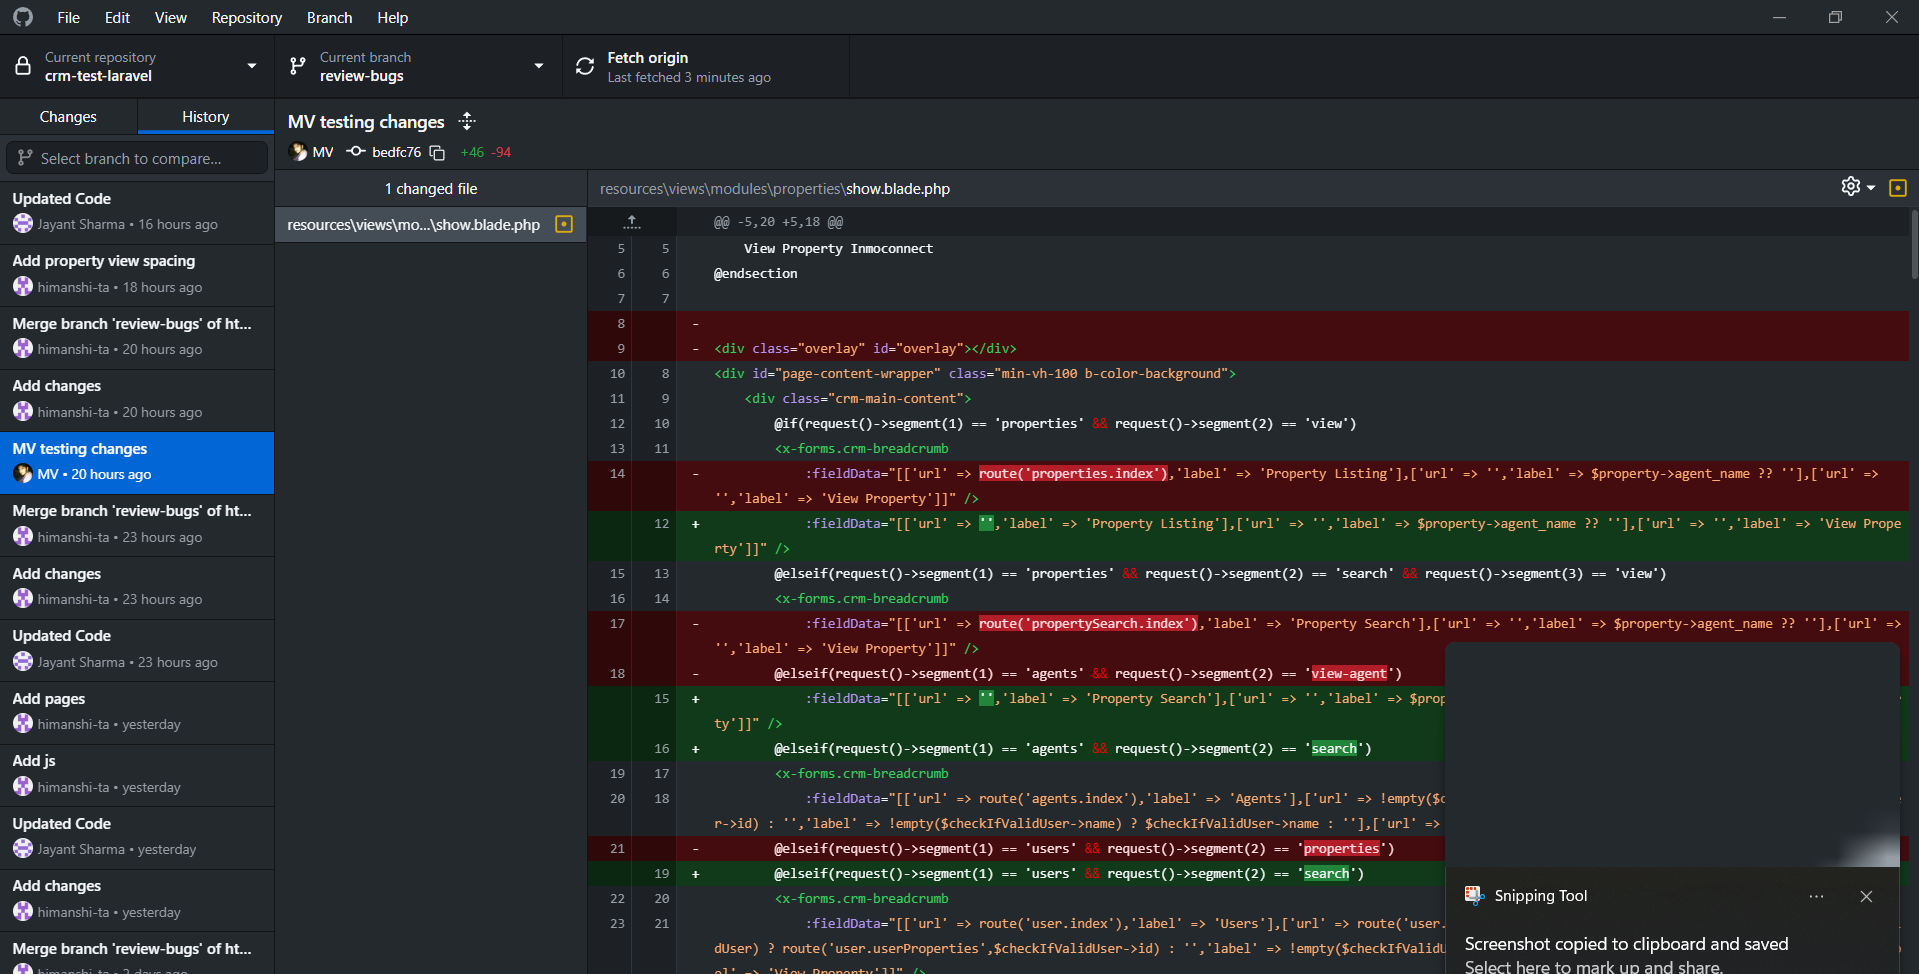 File Edit View Repository Branch Help
Current repository
crm-test-laravel
Current branch
review-bugs
Fetch origin
Last fetched 3 minutes ago
Changes History
Select branch to compare...
Updated Code
Jayant Sharma • 16 hours ago
Add property view spacing
himanshi-ta • 18 hours ago
Merge branch 'review-bugs' of ht...
himanshi-ta • 20 hours ago
Add changes
himanshi-ta • 20 hours ago
MV testing changes
MV • 20 hours ago
Merge branch 'review-bugs' of ht...
himanshi-ta • 23 hours ago
Add changes
himanshi-ta • 23 hours ago
Updated Code
Jayant Sharma • 23 hours ago
Add pages
himanshi-ta • yesterday
Add js
himanshi-ta • yesterday
Updated Code
Jayant Sharma • yesterday
Add changes
himanshi-ta • yesterday
Merge branch 'review-bugs' of ht...
himanshi-ta • 2 days ago
MV testing changes
MV bedfc76 +46 -94
1 changed file
resources\views\mo...\show.blade.php
resources\views\modules\properties\show.blade.php
@@ -5,20 +5,18 @@
5 5 View Property Inmoconnect
6 6 @endsection
7 7
8 -
9 - <div class="overlay" id="overlay"></div>
10 8 <div id="page-content-wrapper" class="min-vh-100 b-color-background">
11 9 <div class="crm-main-content">
12 10 @if(request()->segment(1) == 'properties' && request()->segment(2) == 'view')
13 11 <x-forms.crm-breadcrumb
14 - :fieldData="[['url' => route('properties.index'),'label' => 'Property Listing'],['url' => '','label' => $property->agent_name ?? ''],['url' =>
'','label' => 'View Property']]" />
12 + :fieldData="[['url' => '','label' => 'Property Listing'],['url' => '','label' => $property->agent_name ?? ''],['url' => '','label' => 'View Prope
rty']]" />
15 13 @elseif(request()->segment(1) == 'properties' && request()->segment(2) == 'search' && request()->segment(3) == 'view')
16 14 <x-forms.crm-breadcrumb
17 - :fieldData="[['url' => route('propertySearch.index'),'label' => 'Property Search'],['url' => '','label' => $property->agent_name ?? ''],['url' =>
'','label' => 'View Property']]" />
18 - @elseif(request()->segment(1) == 'agents' && request()->segment(2) == 'view-agent')
15 + :fieldData="[['url' => '','label' => 'Property Search'],['url' => '','label' => $prop
ty']]" />
16 + @elseif(request()->segment(1) == 'agents' && request()->segment(2) == 'search')
19 17 <x-forms.crm-breadcrumb
20 18 :fieldData="[['url' => route('agents.index'),'label' => 'Agents'],['url' => !empty($c
r->id) : '','label' => !empty($checkIfValidUser->name) ? $checkIfValidUser->name : ''],['url' =>
21 - @elseif(request()->segment(1) == 'users' && request()->segment(2) == 'properties')
19 + @elseif(request()->segment(1) == 'users' && request()->segment(2) == 'search')
22 20 <x-forms.crm-breadcrumb
23 21 :fieldData="[['url' => route('user.index'),'label' => 'Users'],['url' => route('user.
dUser) ? route('user.userProperties',$checkIfValidUser->id) : '','label' => !empty($checkIfValidU
el' => 'View Property']]" />
Snipping Tool
Screenshot copied to clipboard and saved
Select here to mark up and share.